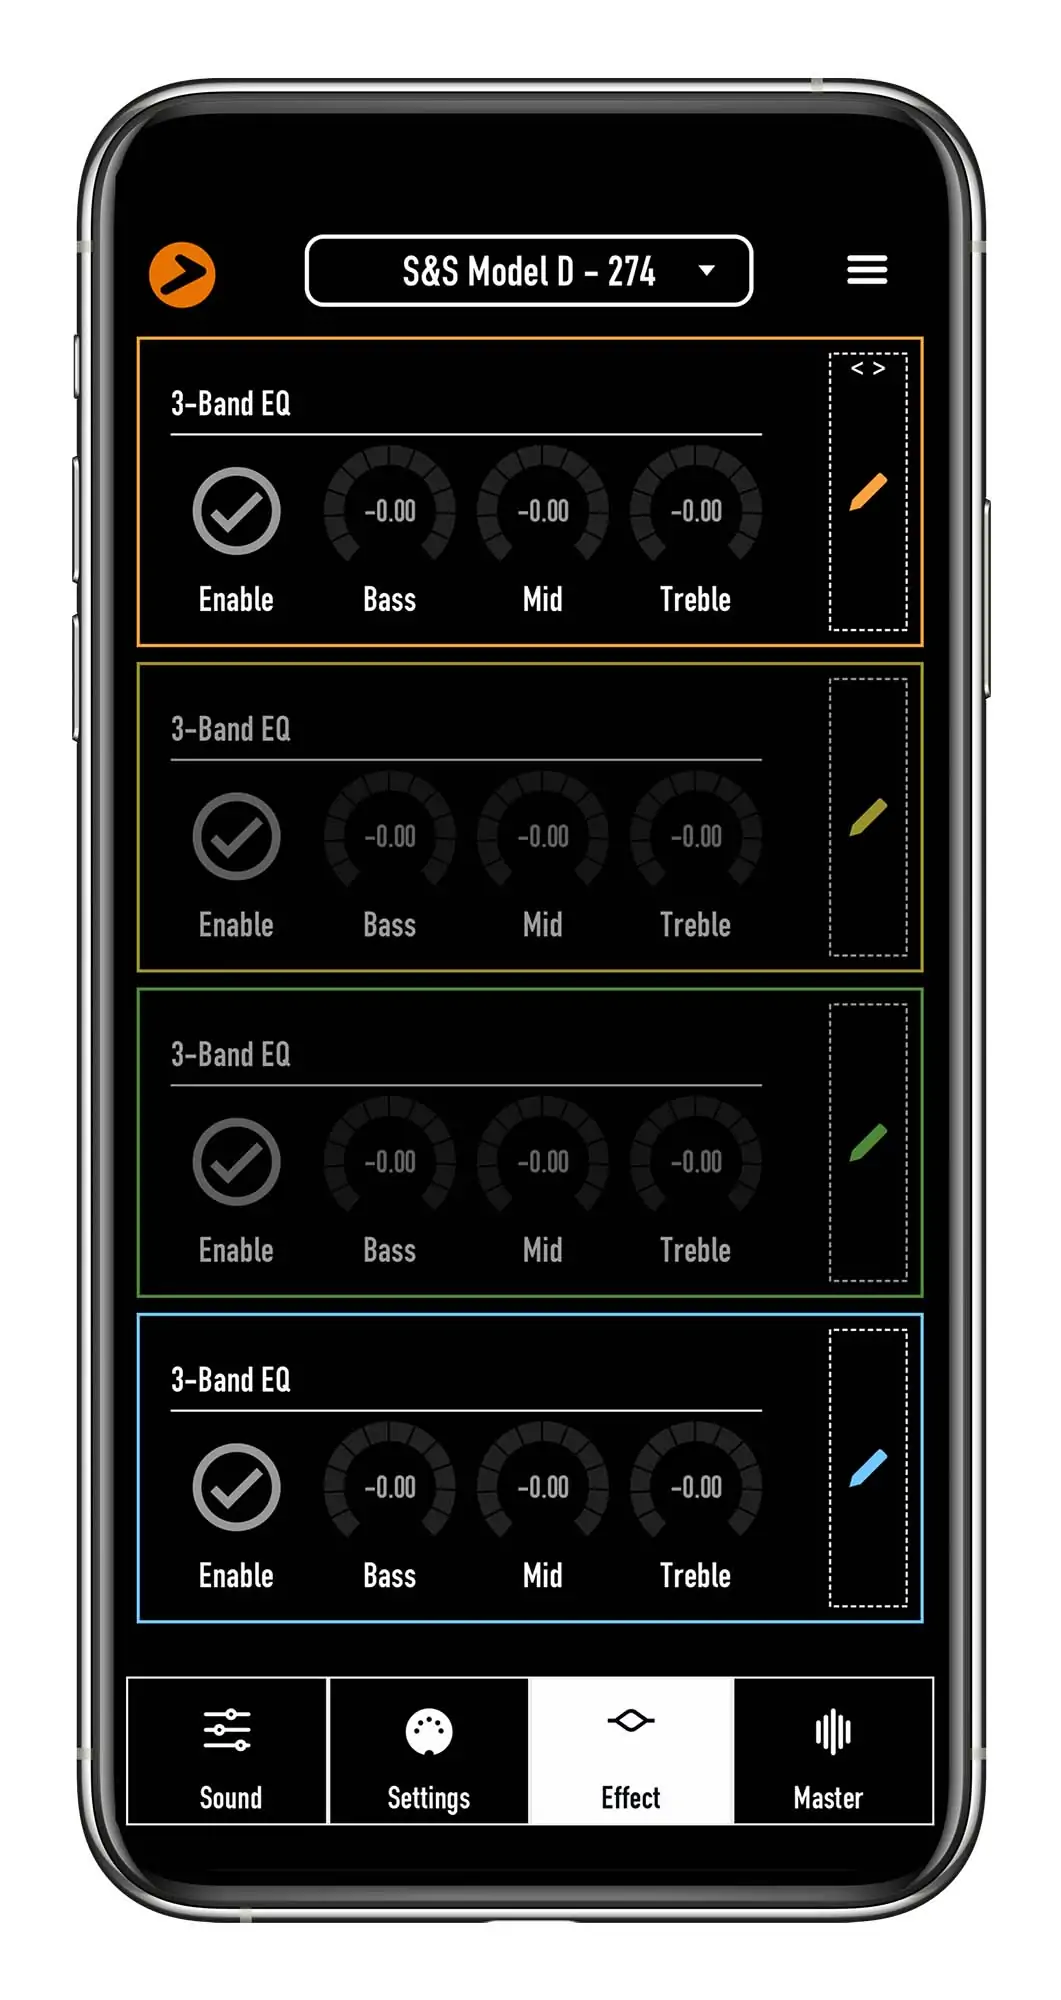 S&S Model D - 274
< >
3-Band EQ
-0.00 -0.00 -0.00
Enable Bass Mid Treble
3-Band EQ
-0.00 -0.00 -0.00
Enable Bass Mid Treble
3-Band EQ
-0.00 -0.00 -0.00
Enable Bass Mid Treble
3-Band EQ
-0.00 -0.00 -0.00
Enable Bass Mid Treble
Sound Settings Effect Master